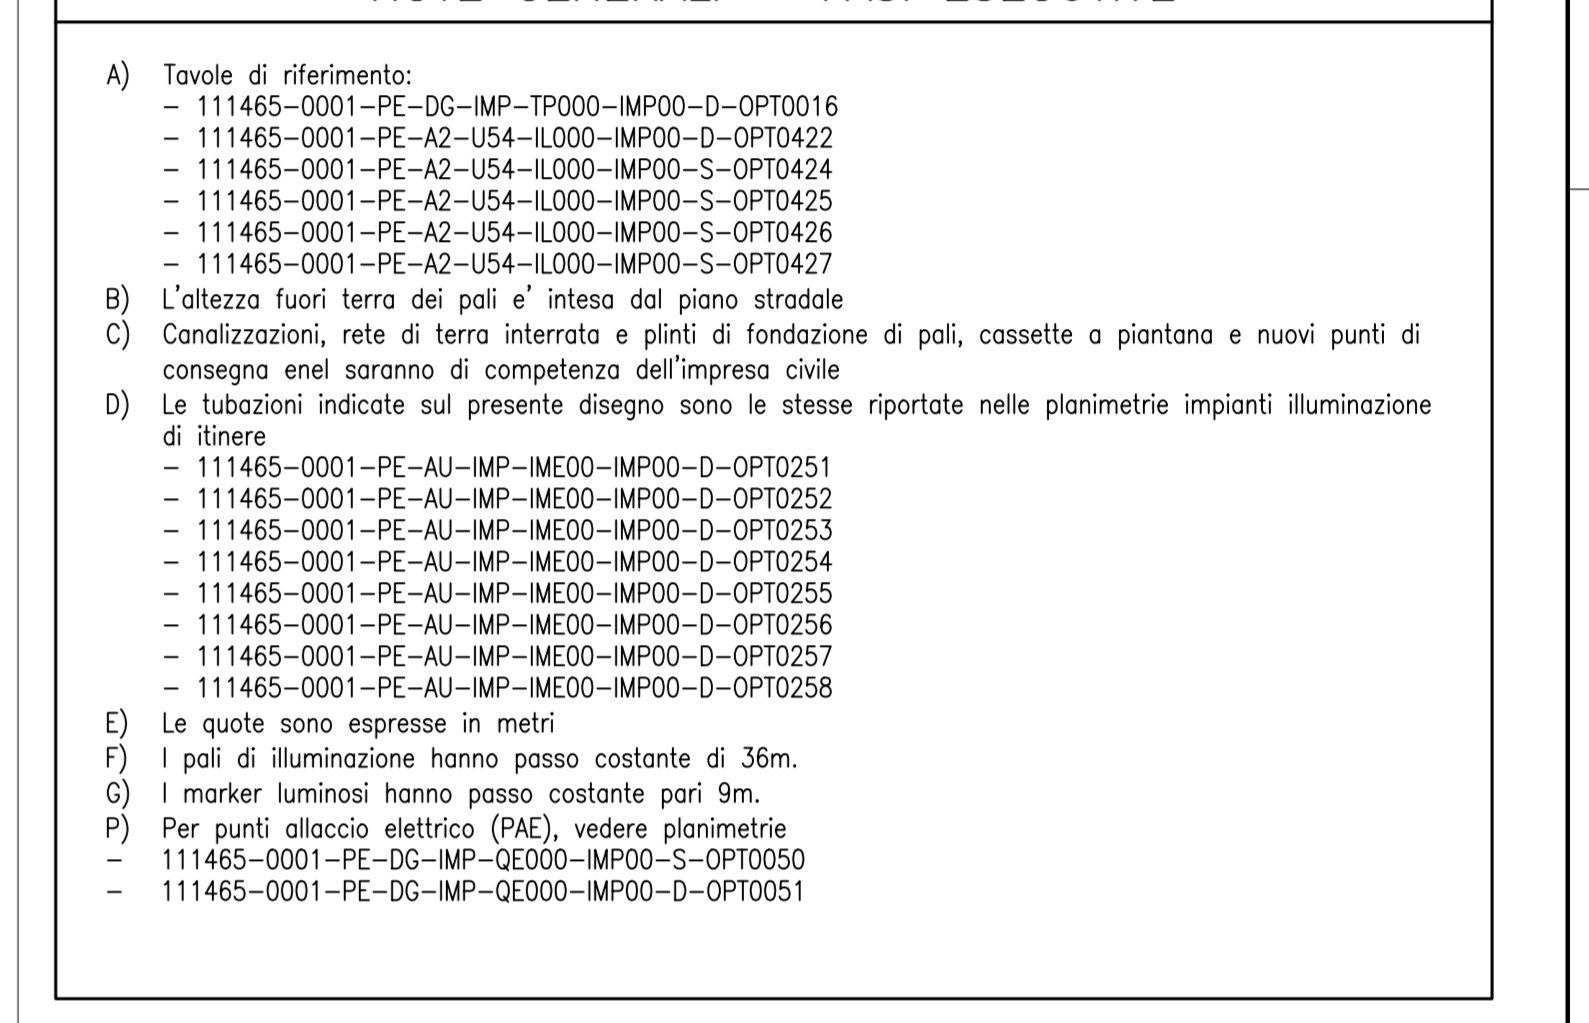 A) Tavole di riferimento:
– 111465–0001–PE–DG–IMP–TP000–IMP00–D–OPT0016
– 111465–0001–PE–A2–U54–IL000–IMP00–D–OPT0422
– 111465–0001–PE–A2–U54–IL000–IMP00–S–OPT0424
– 111465–0001–PE–A2–U54–IL000–IMP00–S–OPT0425
– 111465–0001–PE–A2–U54–IL000–IMP00–S–OPT0426
– 111465–0001–PE–A2–U54–IL000–IMP00–S–OPT0427
B) L'altezza fuori terra dei pali e' intesa dal piano stradale
C) Canalizzazioni, rete di terra interrata e plinti di fondazione di pali, cassette a piantana e nuovi punti di
consegna enel saranno di competenza dell'impresa civile
D) Le tubazioni indicate sul presente disegno sono le stesse riportate nelle planimetrie impianti illuminazione
di itinere
– 111465–0001–PE–AU–IMP–IME00–IMP00–D–OPT0251
– 111465–0001–PE–AU–IMP–IME00–IMP00–D–OPT0252
– 111465–0001–PE–AU–IMP–IME00–IMP00–D–OPT0253
– 111465–0001–PE–AU–IMP–IME00–IMP00–D–OPT0254
– 111465–0001–PE–AU–IMP–IME00–IMP00–D–OPT0255
– 111465–0001–PE–AU–IMP–IME00–IMP00–D–OPT0256
– 111465–0001–PE–AU–IMP–IME00–IMP00–D–OPT0257
– 111465–0001–PE–AU–IMP–IME00–IMP00–D–OPT0258
E) Le quote sono espresse in metri
F) I pali di illuminazione hanno passo costante di 36m.
G) I marker luminosi hanno passo costante pari 9m.
P) Per punti allaccio elettrico (PAE), vedere planimetrie
– 111465–0001–PE–DG–IMP–QE000–IMP00–S–OPT0050
– 111465–0001–PE–DG–IMP–QE000–IMP00–D–OPT0051